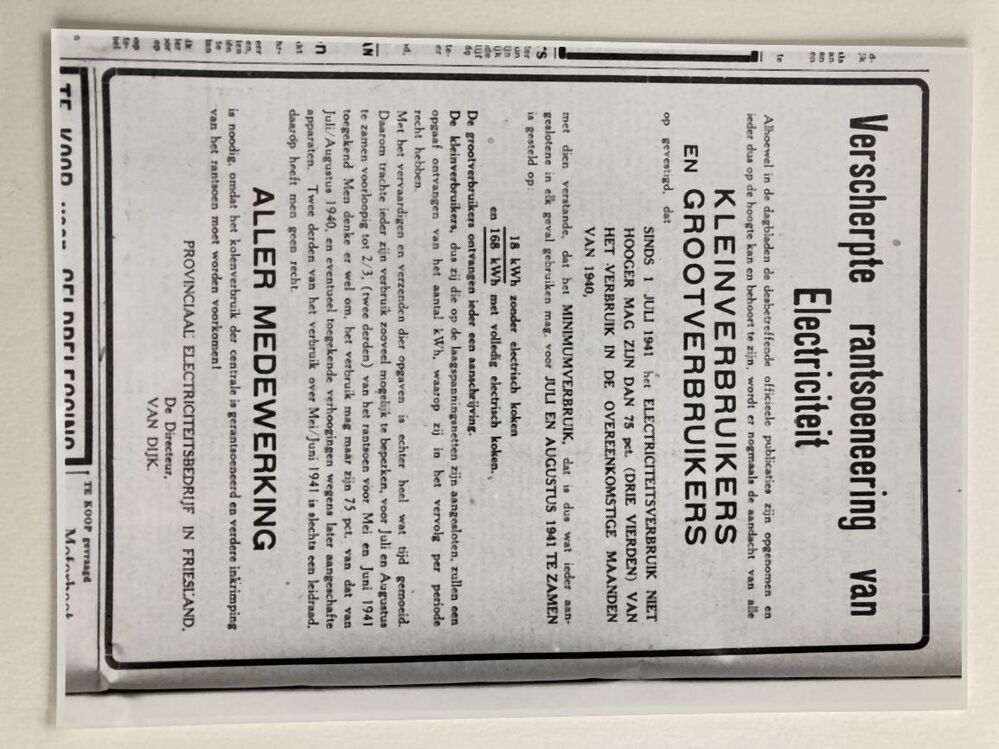 Verscherpte rantsoeneering van
Electriciteit
Alhoewel in de dagbladen de desbetreffende officieele publicaties zijn opgenomen en
ieder dus op de hoogte kan en behoort te zijn, wordt er nogmaals de aandacht van alle
KLEINVERBRUIKERS
EN GROOTVERBRUIKERS
op gevestigd, dat
SINDS 1 JULI 1941 het ELECTRICITEITSVERBRUIK NIET
HOOGER MAG ZIJN DAN 75 pct. (DRIE VIERDEN) VAN
HET VERBRUIK IN DE OVEREENKOMSTIGE MAANDEN
VAN 1940,
met dien verstande, dat het MINIMUMVERBRUIK, dat is dus wat ieder aan-
geslotene in elk geval gebruiken mag, voor JULI EN AUGUSTUS 1941 TE ZAMEN
is gesteld op:
18 kWh zonder electrisch koken
en 168 kWh met volledig electrisch koken.
De grootverbruikers ontvangen ieder een aanschrijving.
De kleinverbruikers, dus zij die op de laagspanningsnetten zijn aangesloten, zullen een
opgaaf ontvangen van het aantal kWh, waarop zij in het vervolg per periode
recht hebben.
Met het vervaardigen en verzenden dier opgaven is echter heel wat tijd gemoeid.
Daarom trachte ieder zijn verbruik zooveel mogelijk te beperken, voor Juli en Augustus
te zamen voorloopig tot 2/3, (twee derden) van het rantsoen voor Mei en Juni 1941
toegekend Men denke er wel om, het verbruik mag maar zijn 75 pct. van dat van
Juli/Augustus 1940, en eventueel toegekende verhoogingen wegens later aangeschafte
apparaten. Twee derden van het verbruik over Mei/Juni 1941 is slechts een leidraad,
daarop heeft men geen recht.
ALLER MEDEWERKING
is noodig, omdat het kolenverbruik der centrale is gerantsoeneerd en verdere inkrimping
van het rantsoen moet worden voorkomen!
PROVINCIAAL ELECTRICITEITSBEDRIJF IN FRIESLAND,
De Directeur,
VAN DIJK.
TE KOOP gevraagd